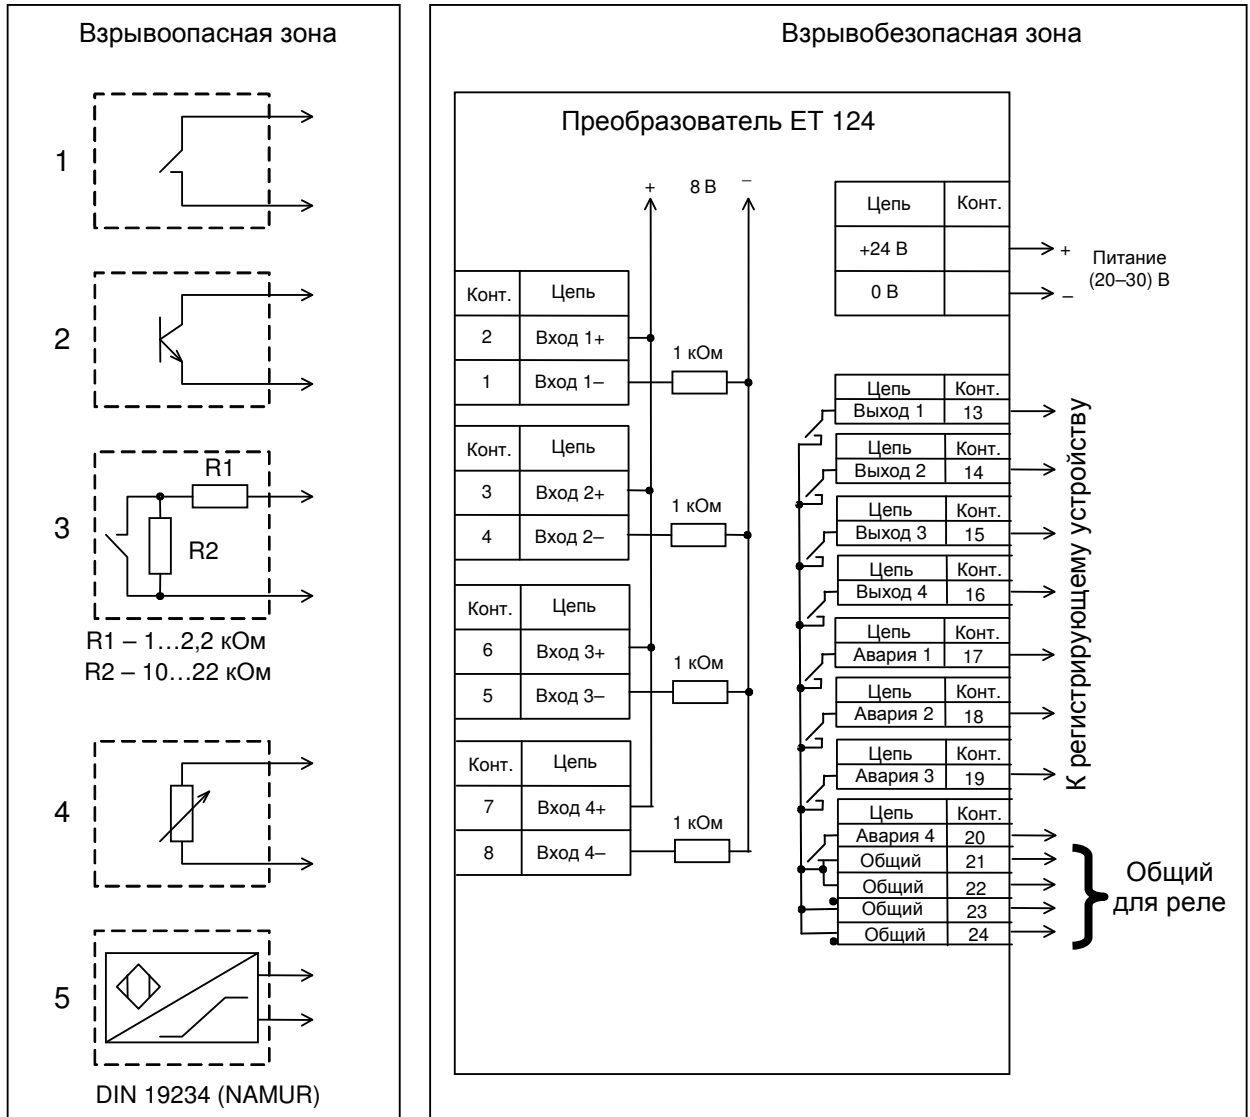 Взрывоопасная зона
1
2
3
R1
R2
R1 – 1...2,2 кОм
R2 – 10...22 кОм
4
5
DIN 19234 (NAMUR)
Взрывобезопасная зона
Преобразователь ЕТ 124
+ 8 В –
Конт. Цепь
2 Вход 1+
1 Вход 1–
1 кОм
Конт. Цепь
3 Вход 2+
4 Вход 2–
1 кОм
Конт. Цепь
6 Вход 3+
5 Вход 3–
1 кОм
Конт. Цепь
7 Вход 4+
8 Вход 4–
1 кОм
Цепь Конт.
+24 В
0 В
+
–
Питание
(20–30) В
Цепь Конт.
Выход 1 13
Цепь Конт.
Выход 2 14
Цепь Конт.
Выход 3 15
Цепь Конт.
Выход 4 16
Цепь Конт.
Авария 1 17
Цепь Конт.
Авария 2 18
Цепь Конт.
Авария 3 19
Цепь Конт.
Авария 4 20
Общий 21
Общий 22
Общий 23
Общий 24
К регистрирующему устройству
Общий
для реле